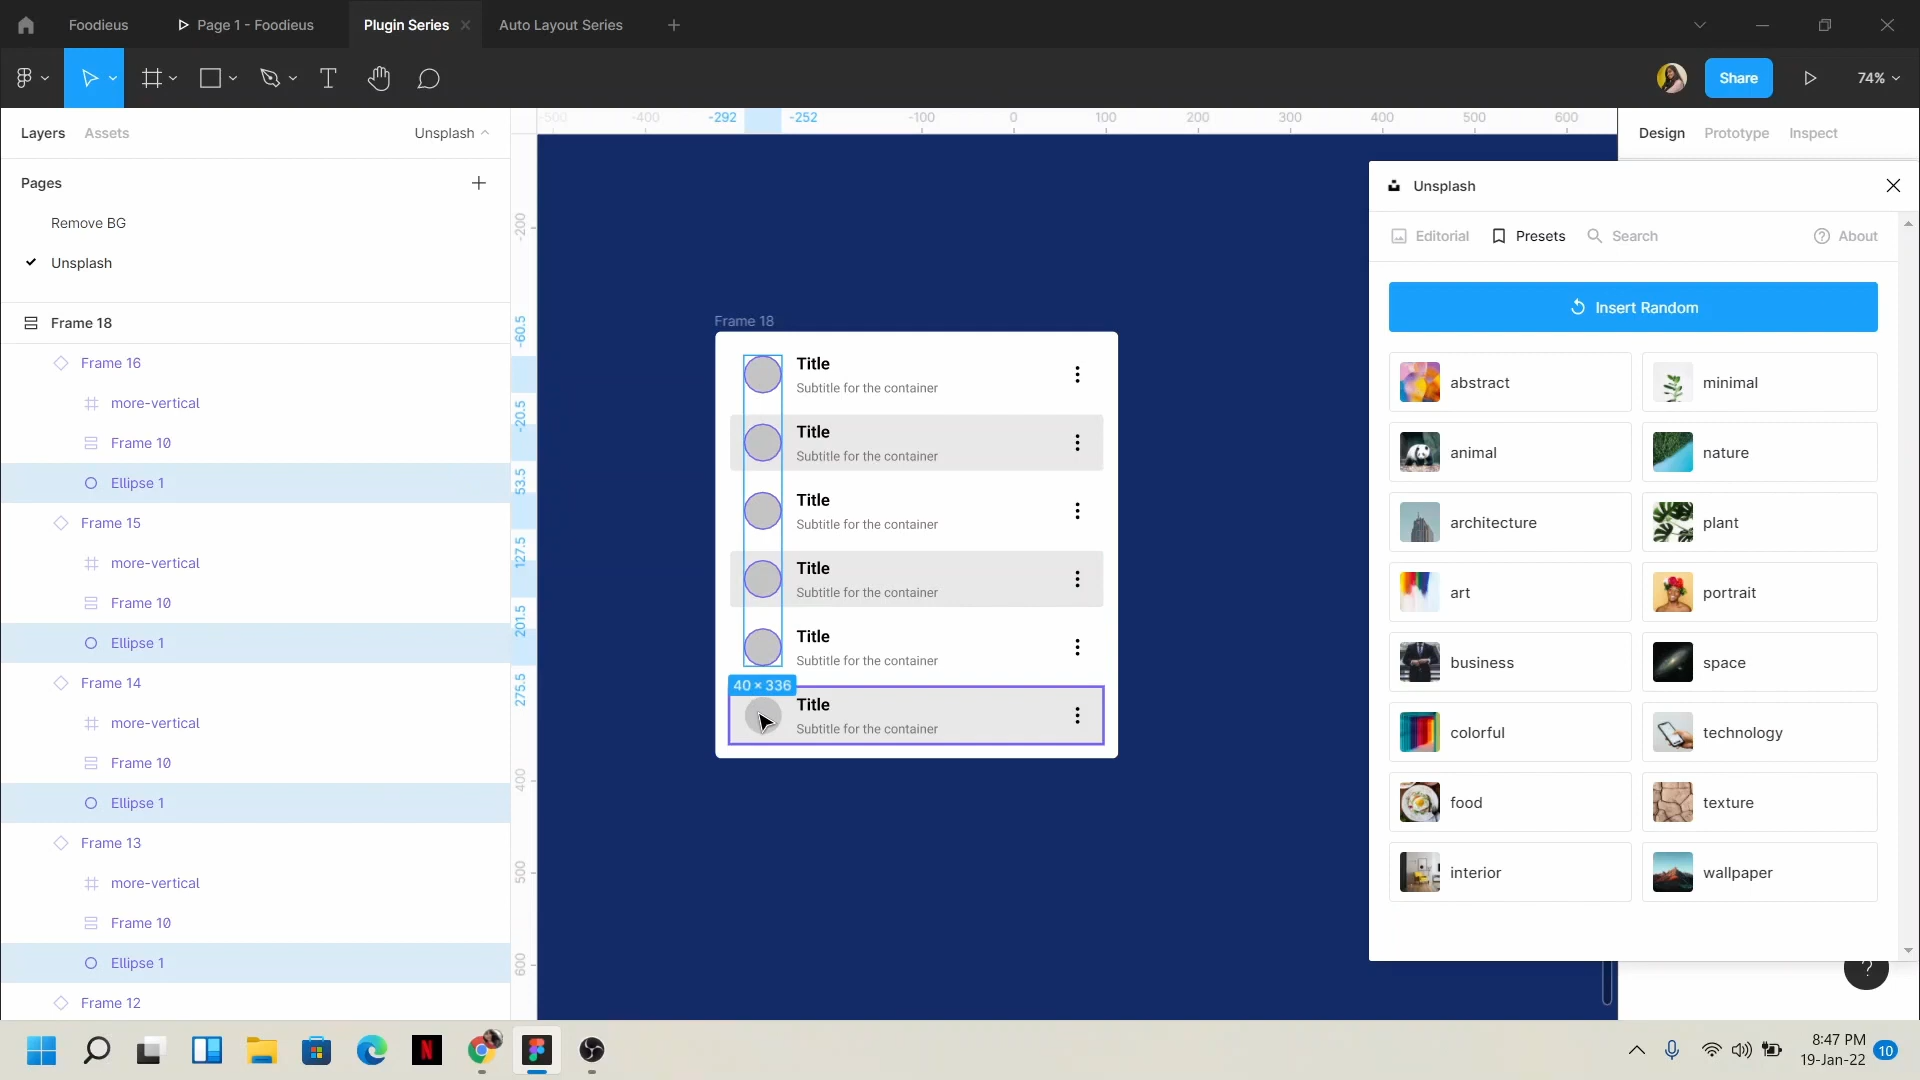 Foodieus
Page 1 - Foodieus
Plugin Series
Auto Layout Series
Share
74%
Layers
Assets
Unsplash
-500
-400
-292
-252
-100
0
100
200
300
400
500
600
Design
Prototype
Inspect
Pages
Remove BG
Unsplash
Frame 18
Frame 16
more-vertical
Frame 10
Ellipse 1
Frame 15
more-vertical
Frame 10
Ellipse 1
Frame 14
more-vertical
Frame 10
Ellipse 1
Frame 13
more-vertical
Frame 10
Ellipse 1
Frame 12
-200
-60.5
-20.5
53.5
127.5
201.5
275.5
400
500
600
Frame 18
Title
Subtitle for the container
Title
Subtitle for the container
Title
Subtitle for the container
Title
Subtitle for the container
Title
Subtitle for the container
40 × 336
Title
Subtitle for the container
Unsplash
Editorial
Presets
Search
About
Insert Random
abstract
minimal
animal
nature
architecture
plant
art
portrait
business
space
colorful
technology
food
texture
interior
wallpaper
?
N
8:47 PM
19-Jan-22
10